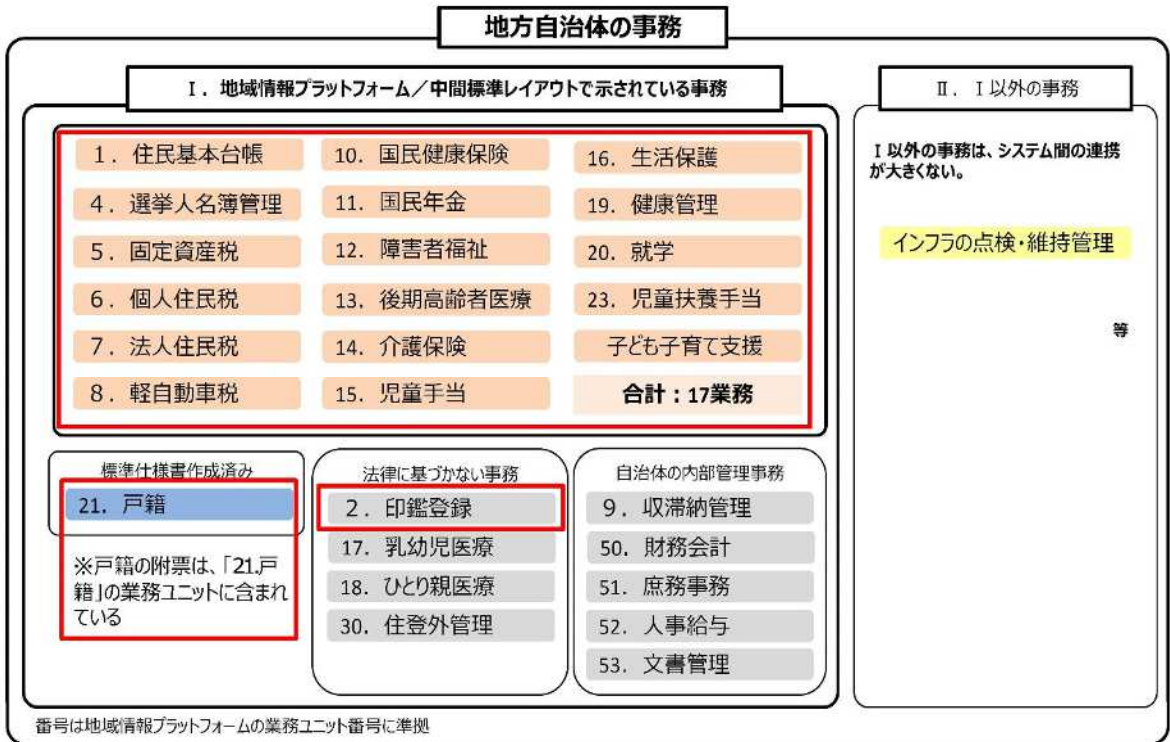 地方自治体の事務
Ⅰ．地域情報プラットフォーム／中間標準レイアウトで示されている事務
1．住民基本台帳
4．選挙人名簿管理
5．固定資産税
6．個人住民税
7．法人住民税
8．軽自動車税
10．国民健康保険
11．国民年金
12．障害者福祉
13．後期高齢者医療
14．介護保険
15．児童手当
16．生活保護
19．健康管理
20．就学
23．児童扶養手当
子ども子育て支援
合計：17業務
標準仕様書作成済み
21．戸籍
※戸籍の附票は、「21.戸
籍」の業務ユニットに含まれ
ている
法律に基づかない事務
2．印鑑登録
17．乳幼児医療
18．ひとり親医療
30．住登外管理
自治体の内部管理事務
9．収滞納管理
50．財務会計
51．庶務事務
52．人事給与
53．文書管理
Ⅱ．Ⅰ以外の事務
Ⅰ以外の事務は、システム間の連携
が大きくない。
インフラの点検・維持管理
等
番号は地域情報プラットフォームの業務ユニット番号に準拠